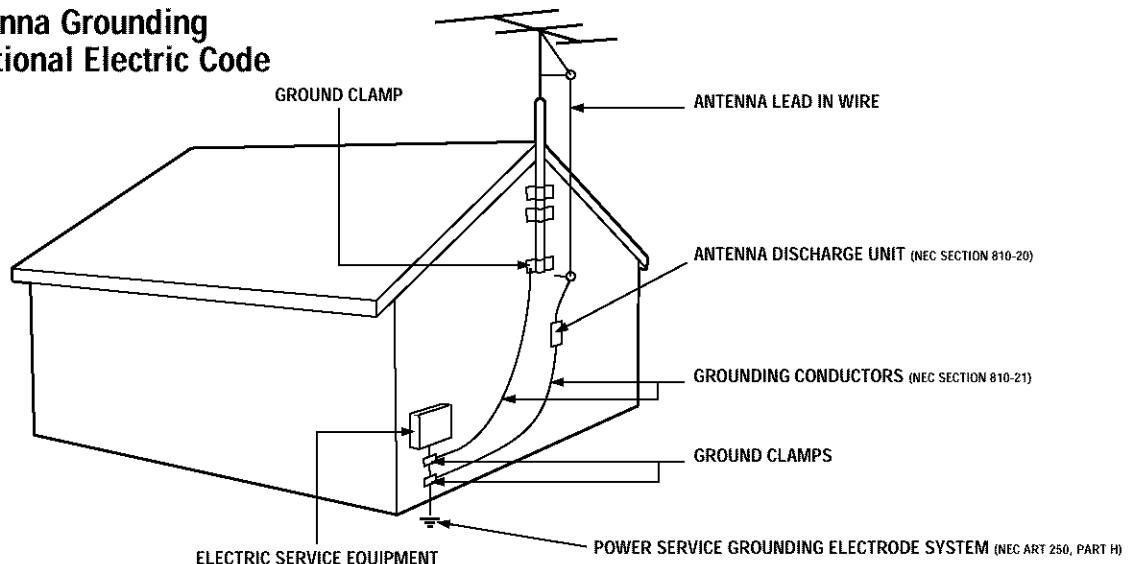 nna Grounding
tional Electric Code
GROUND CLAMP
ANTENNA LEAD IN WIRE
ANTENNA DISCHARGE UNIT (NEC SECTION 810-20)
GROUNDING CONDUCTORS (NEC SECTION 810-21)
GROUND CLAMPS
ELECTRIC SERVICE EQUIPMENT
POWER SERVICE GROUNDING ELECTRODE SYSTEM (NEC ART 250, PART H)